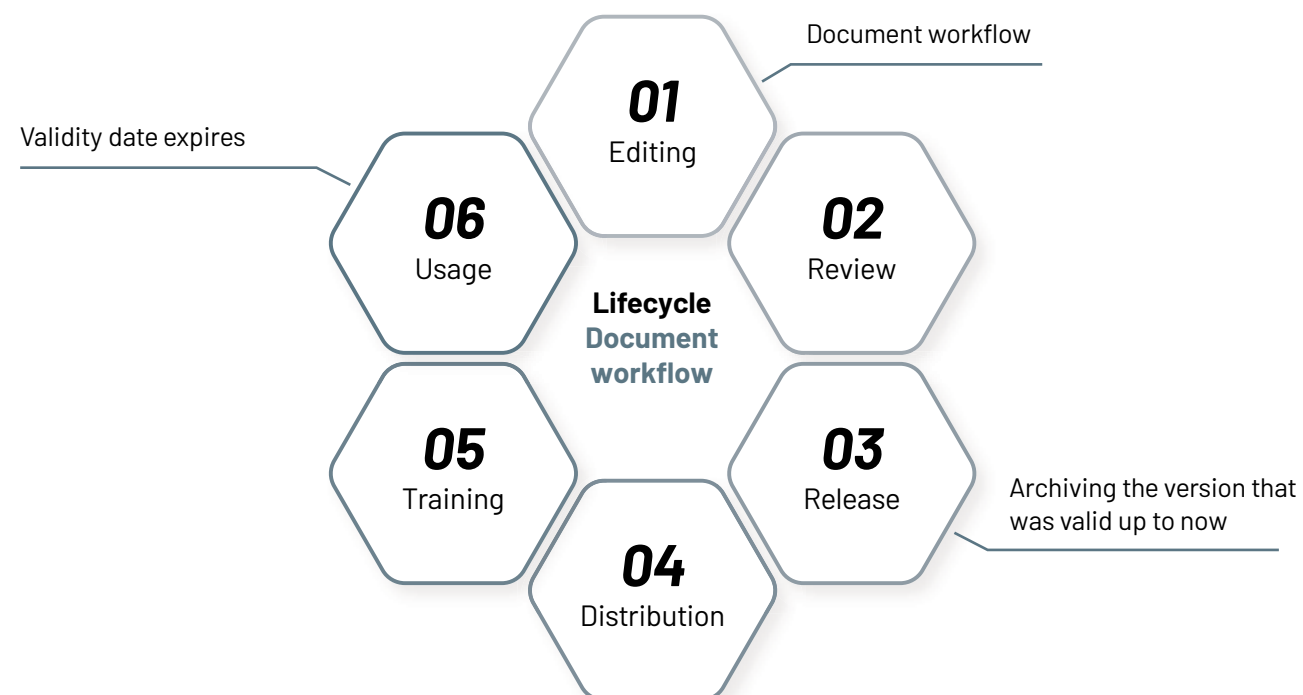 Document workflow
01
Editing
Validity date expires
06
Usage
02
Review
Lifecycle
Document
workflow
05
Training
03
Release
Archiving the version that
was valid up to now
04
Distribution